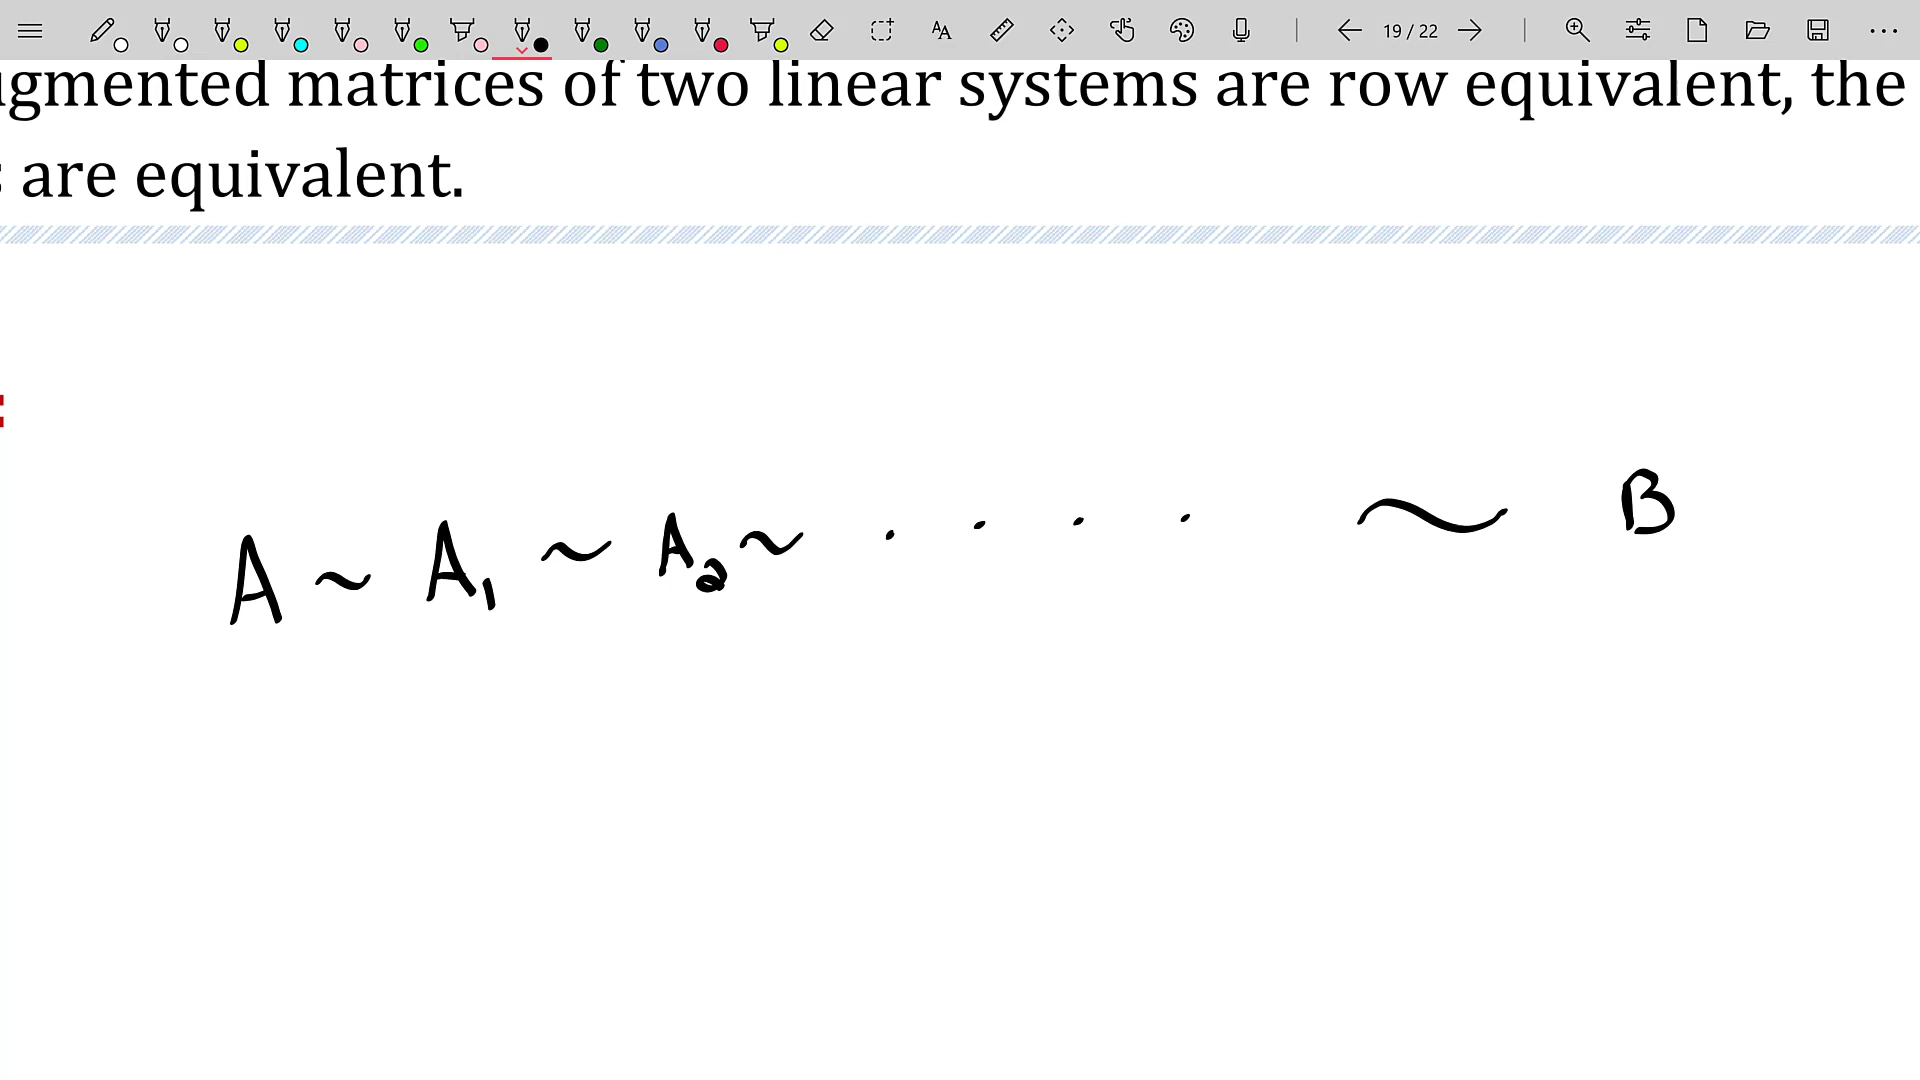 19 / 22
gmented matrices of two linear systems are row equivalent, the
are equivalent.
:
A ~ A₁ ~ A₂ ~ . . . . ~ B